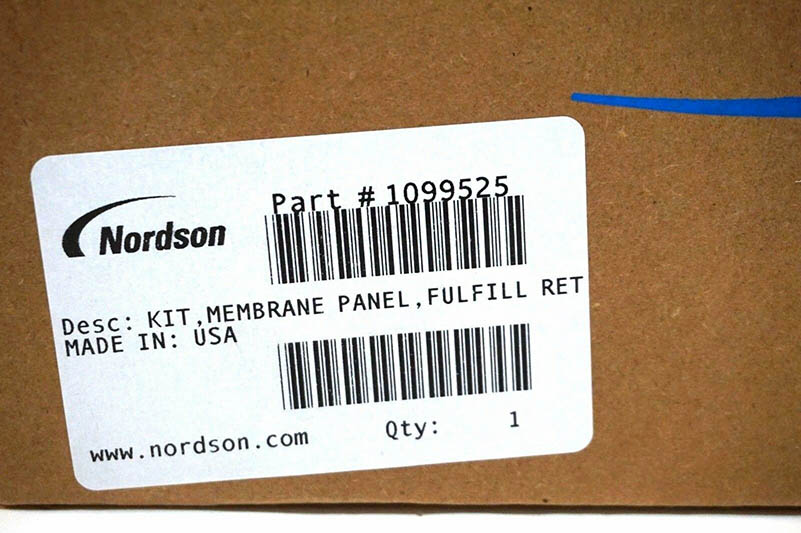 Nordson
Part # 1099525
Desc: KIT,MEMBRANE PANEL,FULFILL RET
MADE IN: USA
www.nordson.com
Qty: 1